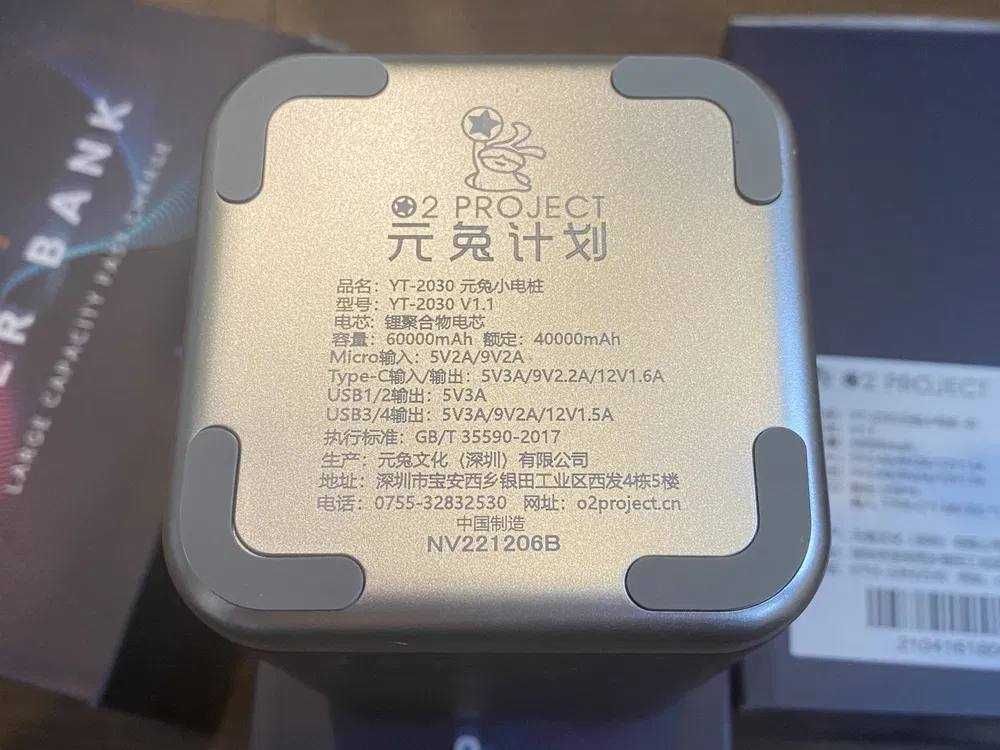 O2 PROJECT
元兔计划
品名：YT-2030 元兔小电桩
型号：YT-2030 V1.1
电芯：锂聚合物电芯
容量：60000mAh 额定：40000mAh
Micro输入：5V2A/9V2A
Type-C输入/输出：5V3A/9V2.2A/12V1.6A
USB1/2输出：5V3A
USB3/4输出：5V3A/9V2A/12V1.5A
执行标准：GB/T 35590-2017
生产：元兔文化（深圳）有限公司
地址：深圳市宝安西乡银田工业区西发4栋5楼
电话：0755-32832530 网址：o2project.cn
中国制造
NV221206B
ER BANK
LARGE CAPACITY
O2 PROJECT